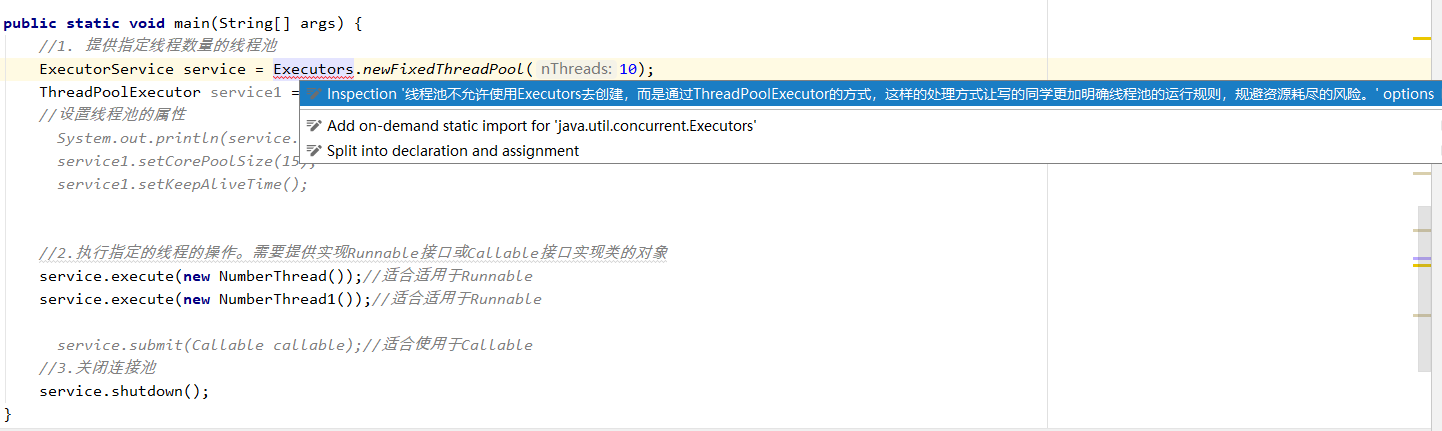 public static void main(String[] args) {
//1. 提供指定线程数量的线程池
ExecutorService service = Executors.newFixedThreadPool( nThreads: 10);
ThreadPoolExecutor service1 =
Inspection '线程池不允许使用Executors去创建，而是通过ThreadPoolExecutor的方式，这样的处理方式让写的同学更加明确线程池的运行规则，规避资源耗尽的风险。' options
//设置线程池的属性
Add on-demand static import for 'java.util.concurrent.Executors'
System.out.println(service.
Split into declaration and assignment
service1.setCorePoolSize(15);
service1.setKeepAliveTime();
//2.执行指定的线程的操作。需要提供实现Runnable接口或Callable接口实现类的对象
service.execute(new NumberThread());//适合适用于Runnable
service.execute(new NumberThread1());//适合适用于Runnable
service.submit(Callable callable);//适合使用于Callable
//3.关闭连接池
service.shutdown();
}